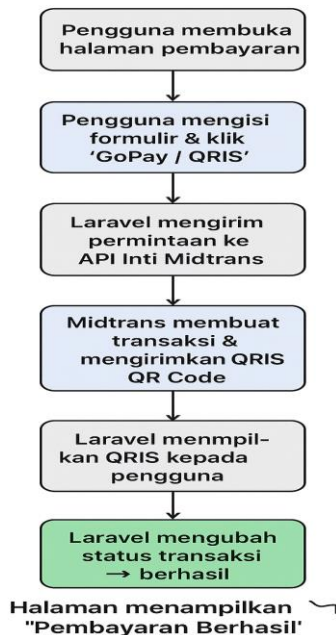 Pengguna membuka
halaman pembayaran
Pengguna mengisi
formulir & klik
‘GoPay / QRIS’
Laravel mengirim
permintaan ke
API Inti Midtrans
Midtrans membuat
transaksi &
mengirimkan QRIS
QR Code
Laravel menmpil-
kan QRIS kepada
pengguna
Laravel mengubah
status transaksi
→ berhasil
Halaman menampilkan
"Pembayaran Berhasil'